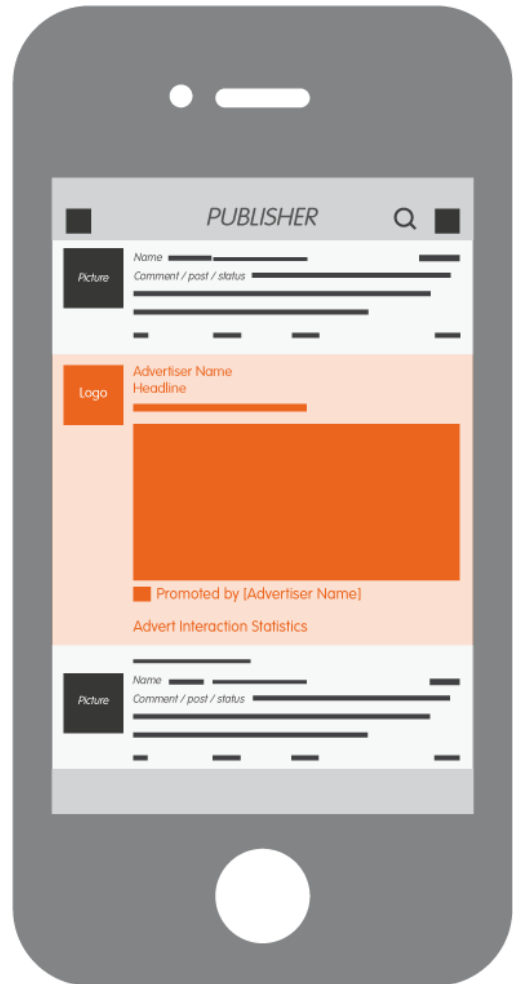 PUBLISHER
Picture
Name
Comment / post / status
Logo
Advertiser Name
Headline
Promoted by [Advertiser Name]
Advert Interaction Statistics
Picture
Name
Comment / post / status